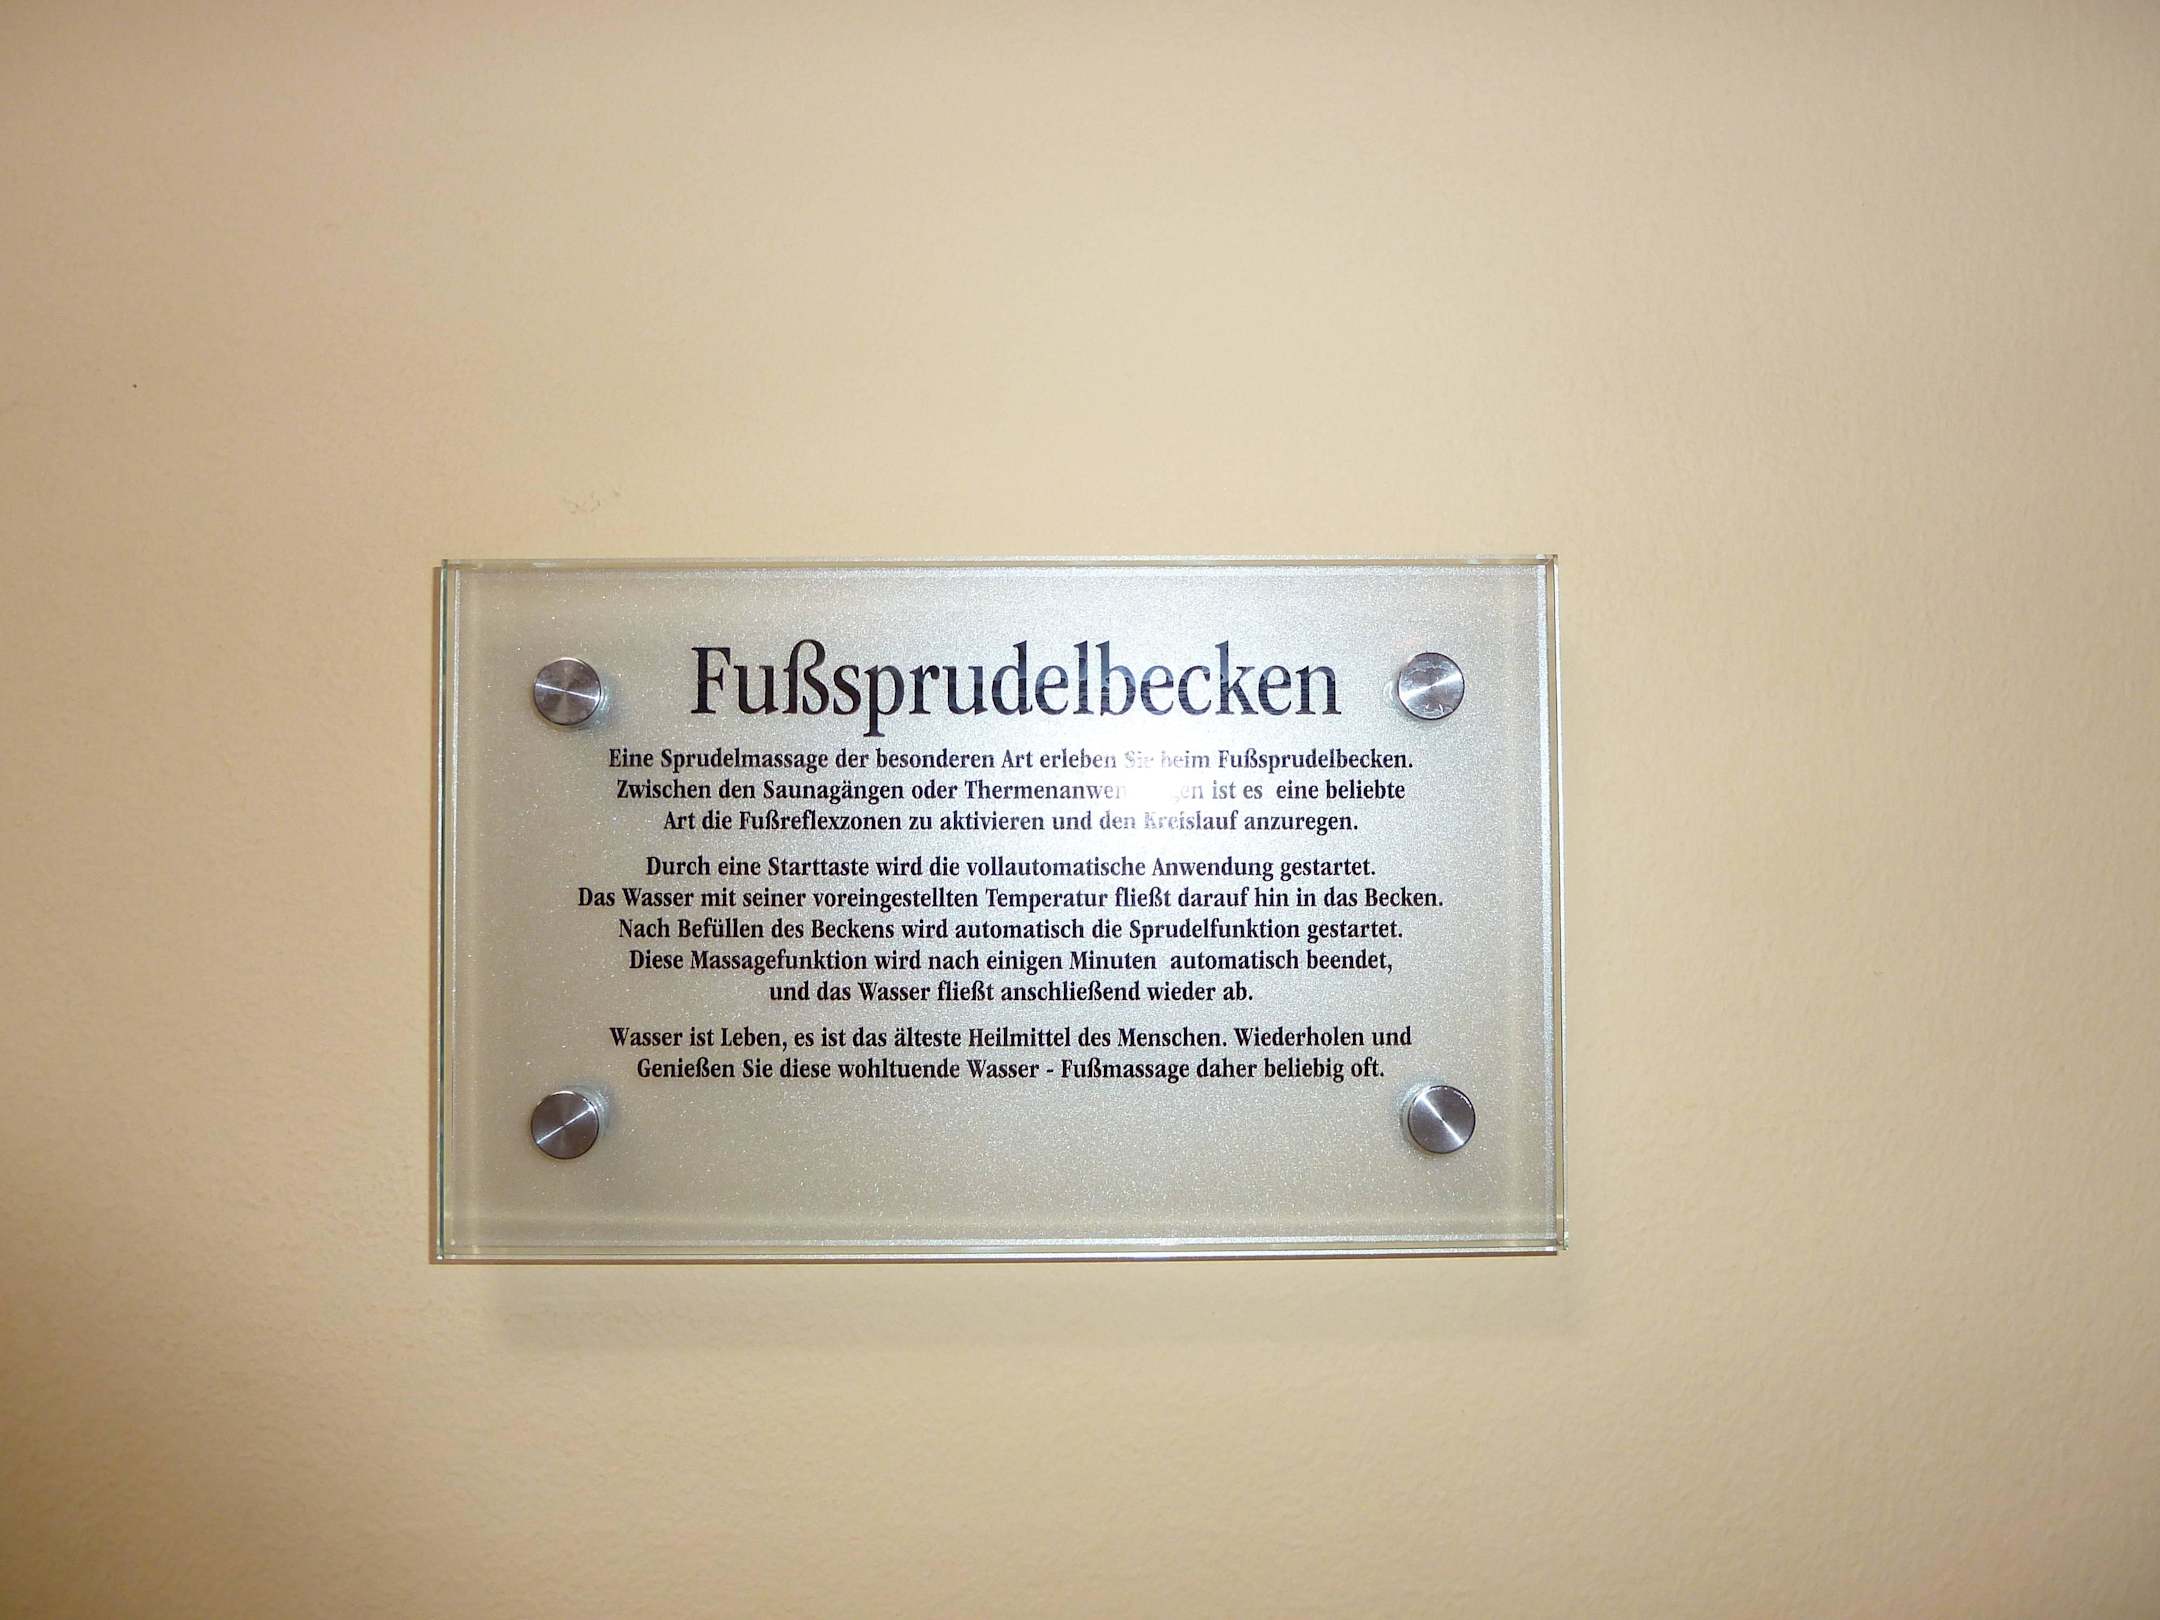 Fußsprudelbecken
Eine Sprudelmassage der besonderen Art erleben Sie beim Fußsprudelbecken.
Zwischen den Saunagängen oder ist es eine beliebte
Art die Fußreflexzonen zu aktivieren und den Kreislauf anzuregen.
Durch eine Starttaste wird die vollautomatische Anwendung gestartet.
Das Wasser mit seiner voreingestellten Temperatur fließt darauf hin in das Becken.
Nach Befüllen des Beckens wird automatisch die Sprudelfunktion gestartet.
Diese Massagefunktion wird nach einigen Minuten automatisch beendet,
und das Wasser fließt anschließend wieder ab.
Wasser ist Leben, es ist das älteste Heilmittel des Menschen. Wiederholen und
Genießen Sie diese wohltuende Wasser - Fußmassage daher beliebig oft.